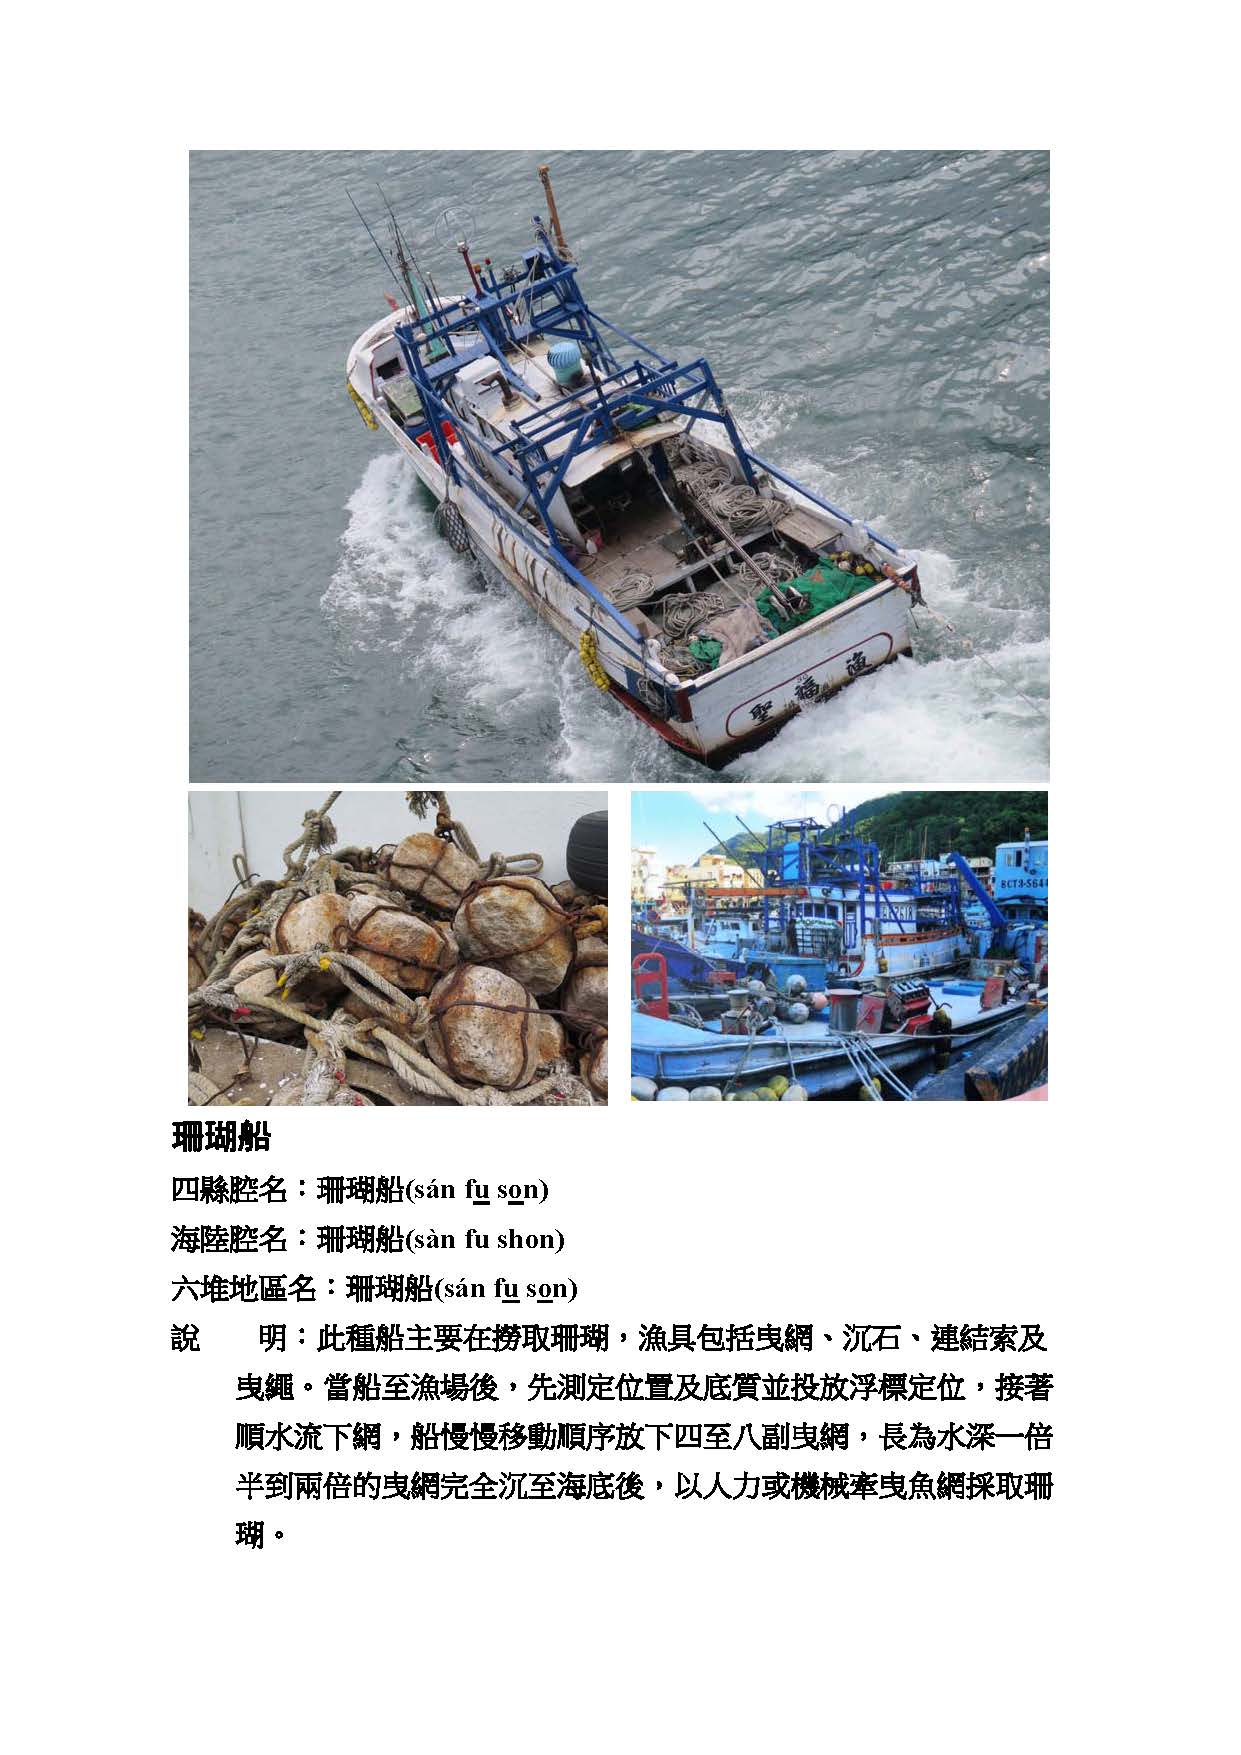 聖福漁
BCT3-S644
珊瑚船
四縣腔名：珊瑚船(sán fu son)
海陸腔名：珊瑚船(sàn fu shon)
六堆地區名：珊瑚船(sán fu son)
說　　明：此種船主要在撈取珊瑚，漁具包括曳網、沉石、連結索及
曳繩。當船至漁場後，先測定位置及底質並投放浮標定位，接著
順水流下網，船慢慢移動順序放下四至八副曳網，長為水深一倍
半到兩倍的曳網完全沉至海底後，以人力或機械牽曳魚網採取珊
瑚。